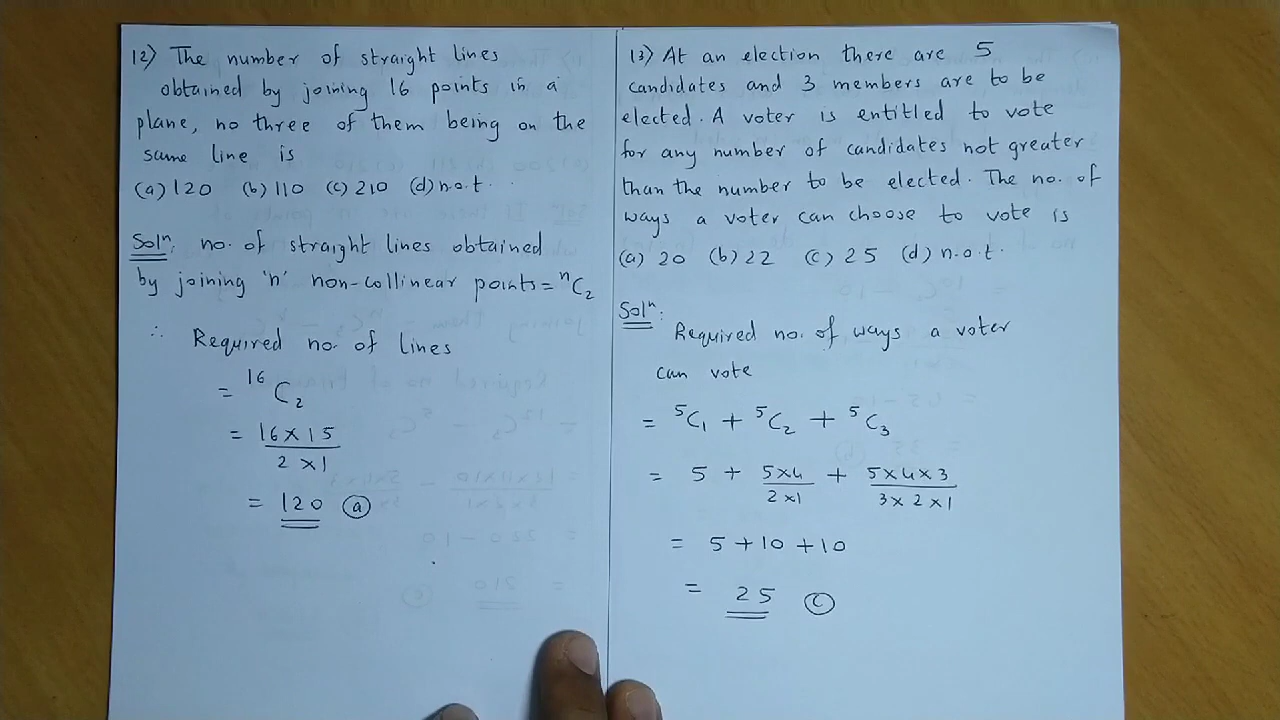 12) The number of straight lines
obtained by joining 16 points in a
plane, no three of them being on the
same line is
(a) 120 (b) 110 (c) 210 (d) n.o.t.
Solⁿ: no. of straight lines obtained
by joining 'n' non-collinear points = ⁿC₂
∴ Required no. of lines
= ¹⁶C₂
= 16×15
2×1
= 120 (a)
13) At an election there are 5
candidates and 3 members are to be
elected. A voter is entitled to vote
for any number of candidates not greater
than the number to be elected. The no. of
ways a voter can choose to vote is
(a) 20 (b) 22 (c) 25 (d) n.o.t.
Solⁿ:
Required no. of ways a voter
can vote
= ⁵C₁ + ⁵C₂ + ⁵C₃
= 5 + 5×4 + 5×4×3
2×1 3×2×1
= 5+10+10
= 25 (c)